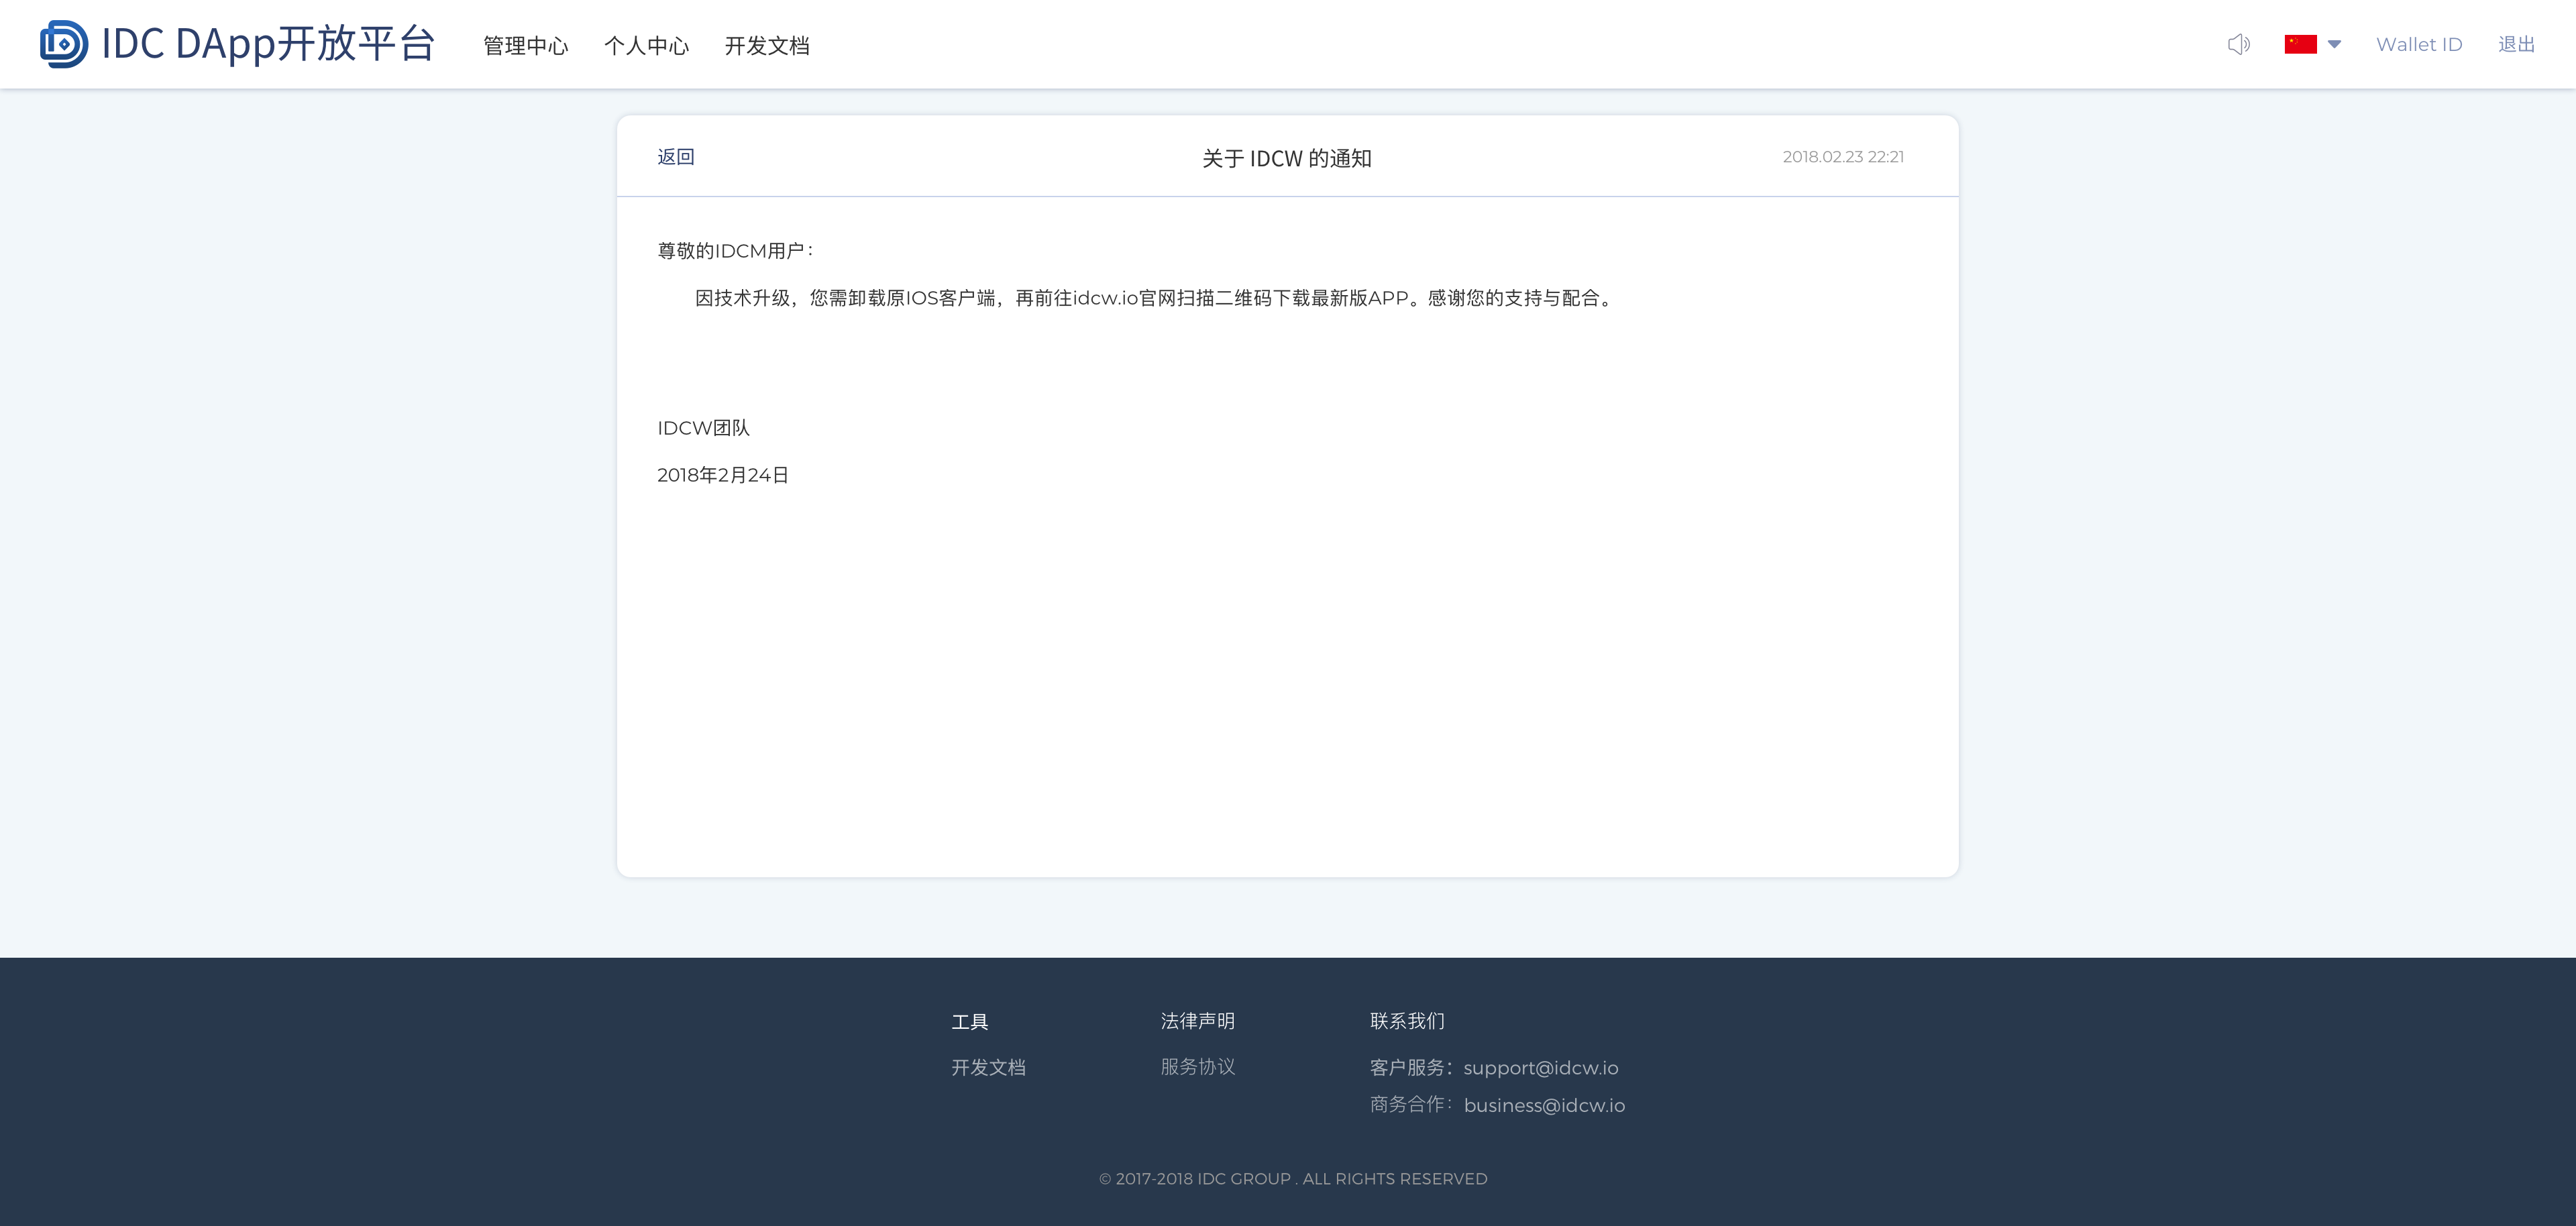 IDC DApp开放平台
管理中心 个人中心 开发文档
Wallet ID 退出
返回 关于 IDCW 的通知 2018.02.23 22:21
尊敬的IDCM用户：
因技术升级，您需卸载原IOS客户端，再前往idcw.io官网扫描二维码下载最新版APP。感谢您的支持与配合。
IDCW团队
2018年2月24日
工具 法律声明 联系我们
开发文档 服务协议 客户服务：support@idcw.io
商务合作：business@idcw.io
© 2017-2018 IDC GROUP . ALL RIGHTS RESERVED